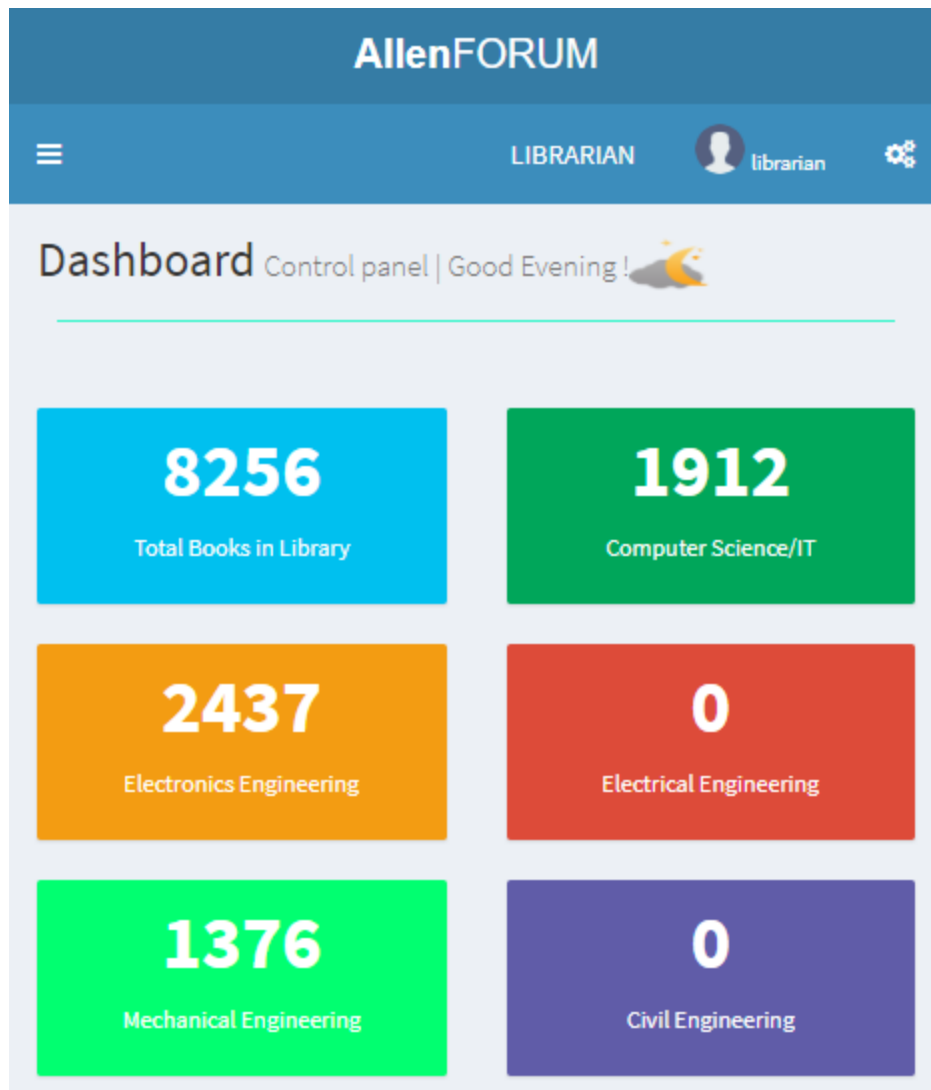 AllenFORUM
LIBRARIAN librarian
Dashboard Control panel | Good Evening !
8256
Total Books in Library
1912
Computer Science/IT
2437
Electronics Engineering
0
Electrical Engineering
1376
Mechanical Engineering
0
Civil Engineering